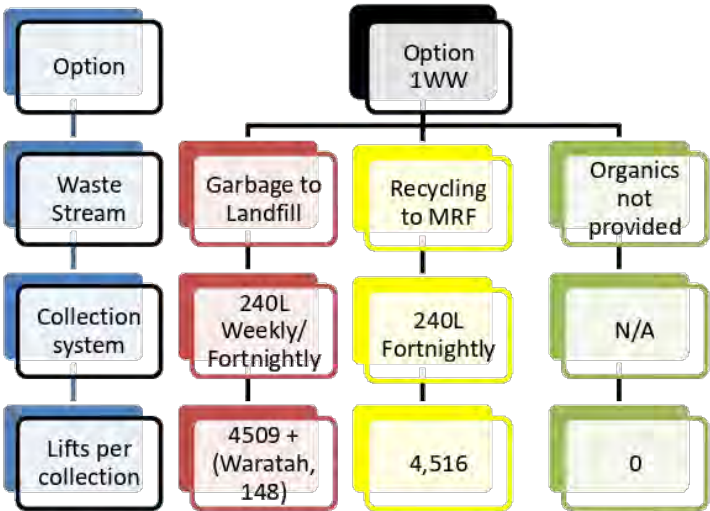 Option
Option
1WW
Waste
Stream
Garbage to
Landfill
Recycling
to MRF
Organics
not
provided
Collection
system
240L
Weekly/
Fortnightly
240L
Fortnightly
N/A
Lifts per
collection
4509 +
(Waratah,
148)
4,516
0